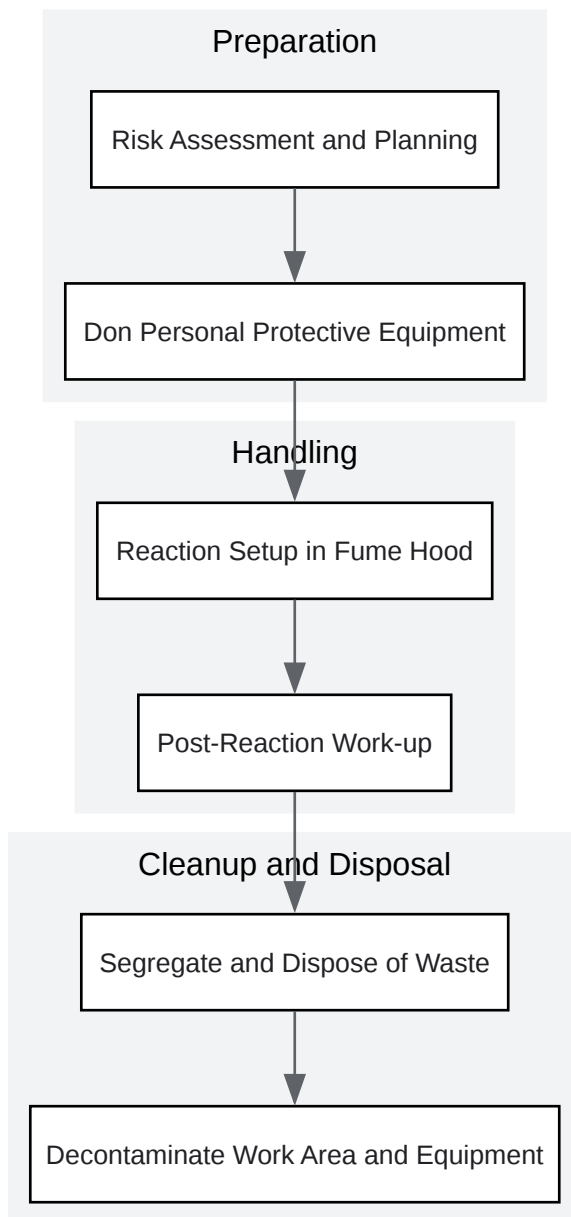 Preparation
Risk Assessment and Planning
Don Personal Protective Equipment
Handling
Reaction Setup in Fume Hood
Post-Reaction Work-up
Cleanup and Disposal
Segregate and Dispose of Waste
Decontaminate Work Area and Equipment